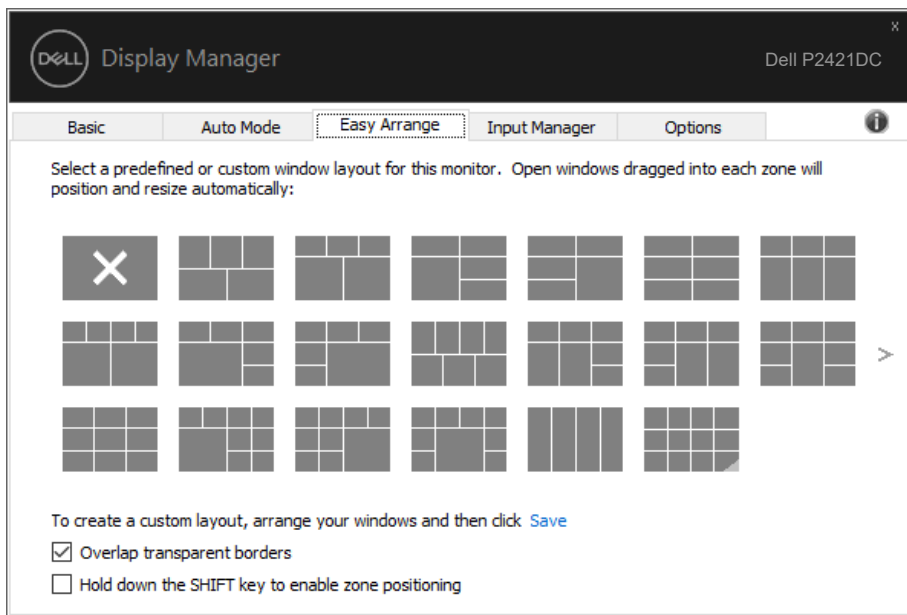 x
DELL Display Manager
Dell P2421DC
Basic Auto Mode Easy Arrange Input Manager Options
Select a predefined or custom window layout for this monitor. Open windows dragged into each zone will
position and resize automatically:
>
To create a custom layout, arrange your windows and then click Save
Overlap transparent borders
Hold down the SHIFT key to enable zone positioning